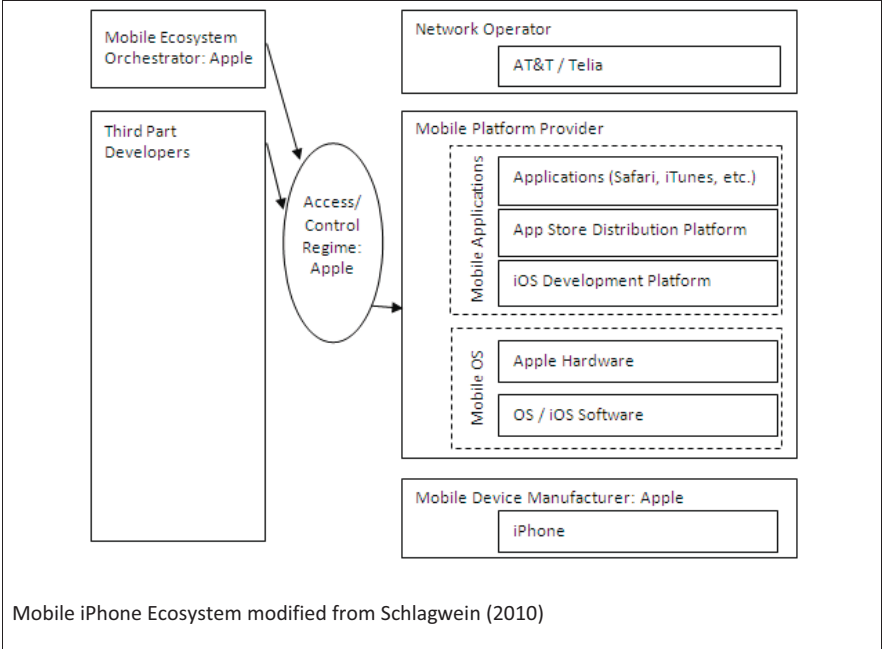 Mobile Ecosystem
Orchestrator: Apple
Third Part
Developers
Access/
Control
Regime:
Apple
Network Operator
AT&T / Telia
Mobile Platform Provider
Mobile Applications
Applications (Safari, iTunes, etc.)
App Store Distribution Platform
iOS Development Platform
Mobile OS
Apple Hardware
OS / iOS Software
Mobile Device Manufacturer: Apple
iPhone
Mobile iPhone Ecosystem modified from Schlagwein (2010)